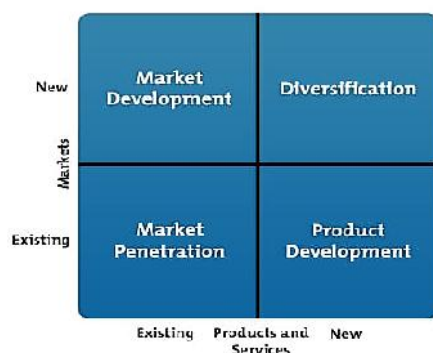 New
Market
Development
Diversification
Markets
Existing
Market
Penetration
Product
Development
Existing
Products and
Services
New